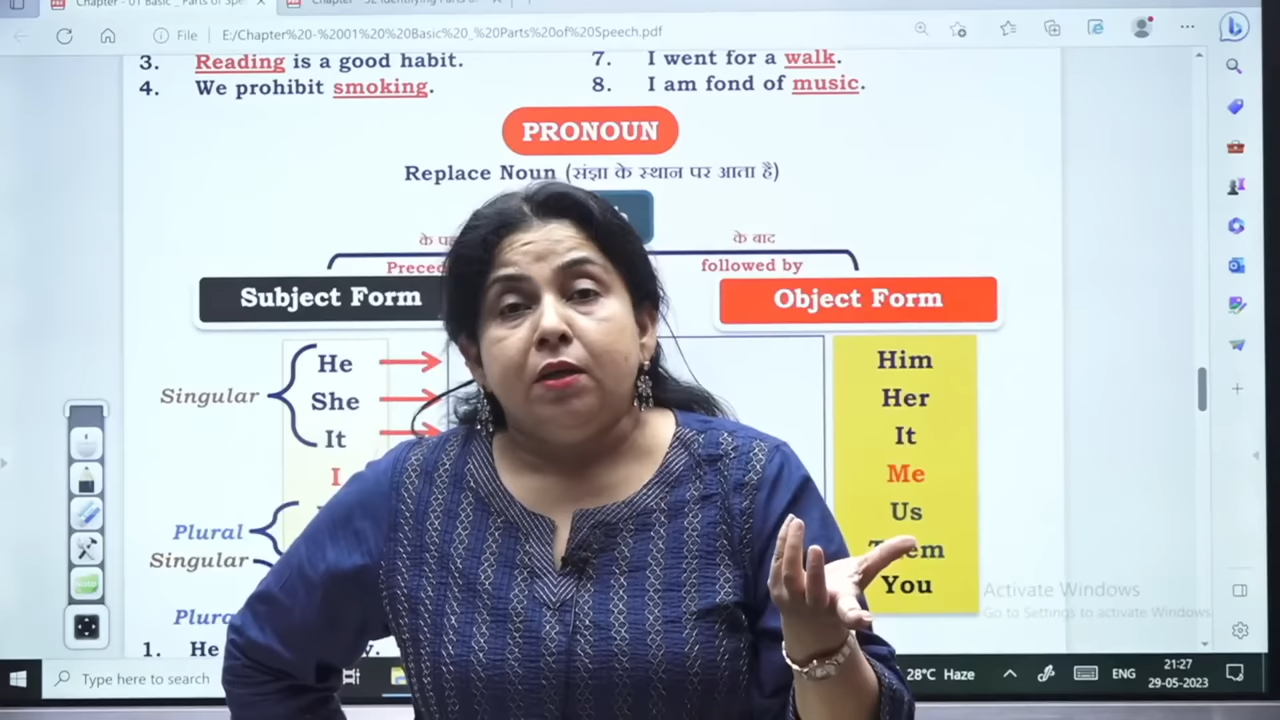 Chapter - 01 Basic _ Parts of Spe
File
E:/Chapter%20-%2001%20%20Basic%20_%20Parts%20of%20Speech.pdf
3. Reading is a good habit.
7. I went for a walk.
4. We prohibit smoking.
8. I am fond of music.
PRONOUN
Replace Noun (संज्ञा के स्थान पर आता है)
के
के बाद
followed by
Subject Form
Object Form
He
Him
Singular
She
Her
It
It
I
Me
Us
Plural
Singular
You
1. He
Activate Windows
Go to Settings to activate Windows
Type here to search
28°C Haze
ENG
21:27
29-05-2023